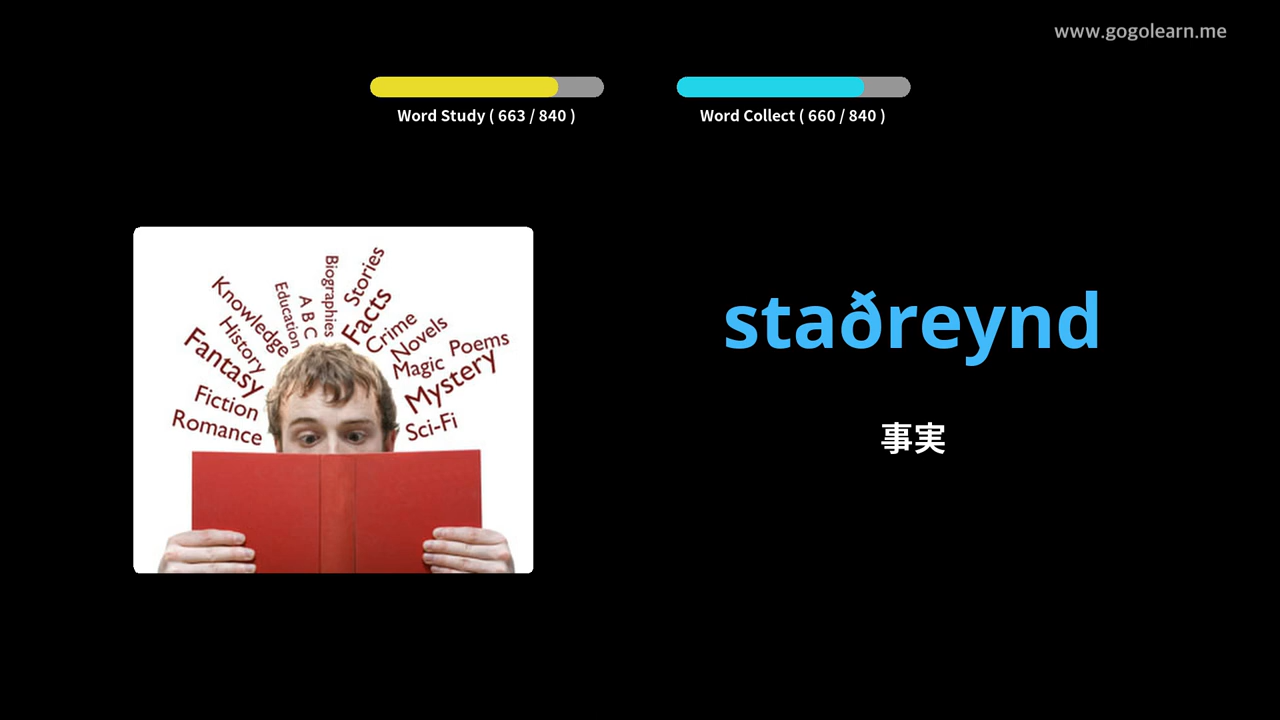 www.gogolearn.me
Word Study ( 663 / 840 )
Word Collect ( 660 / 840 )
Biographies
Stories
Education
A B C
Facts
Knowledge
Crime
History
Novels
Poems
Fantasy
Magic
Mystery
Fiction
Romance
Sci-Fi
staðreynd
事実